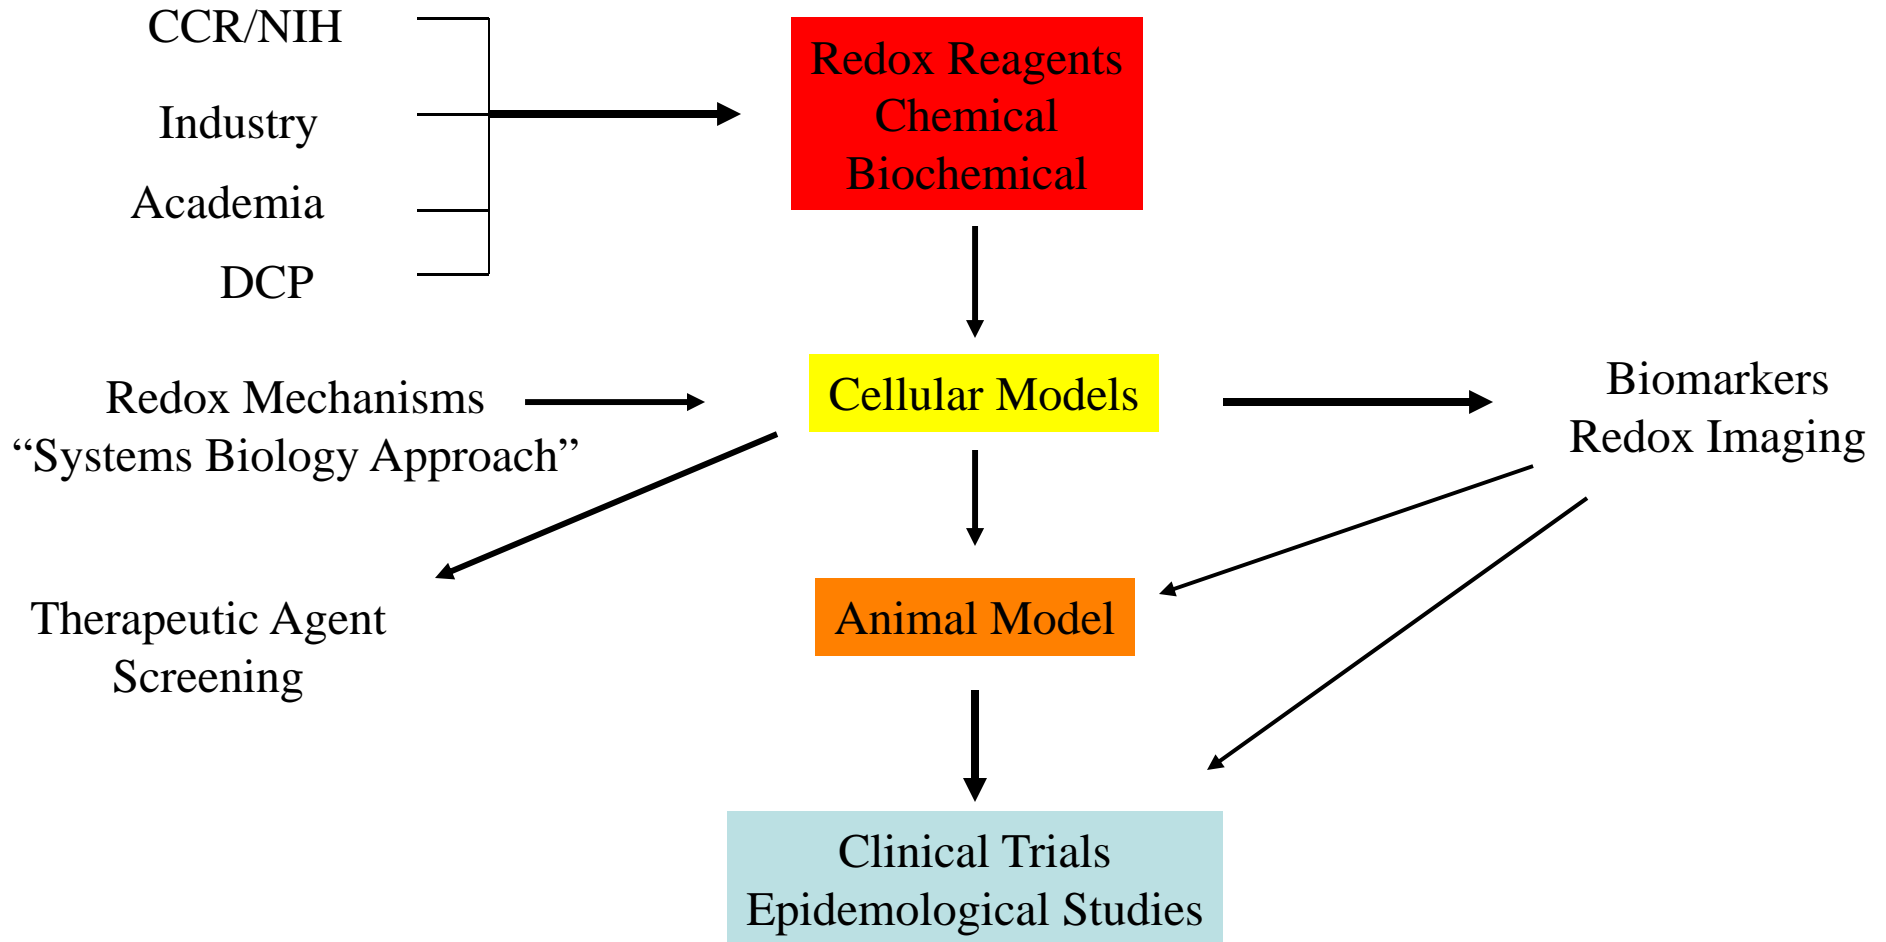 CCR/NIH
Industry
Academia
DCP
Redox Reagents
Chemical
Biochemical
Redox Mechanisms
“Systems Biology Approach”
Cellular Models
Biomarkers
Redox Imaging
Therapeutic Agent
Screening
Animal Model
Clinical Trials
Epidemological Studies